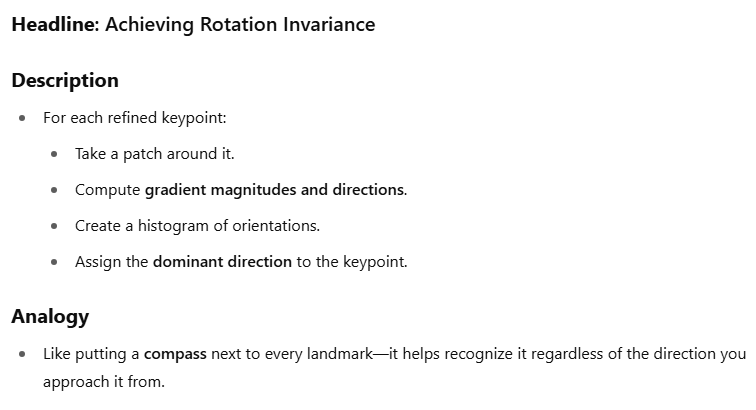 Headline: Achieving Rotation Invariance
Description
• For each refined keypoint:
• Take a patch around it.
• Compute gradient magnitudes and directions.
• Create a histogram of orientations.
• Assign the dominant direction to the keypoint.
Analogy
• Like putting a compass next to every landmark—it helps recognize it regardless of the direction you
approach it from.